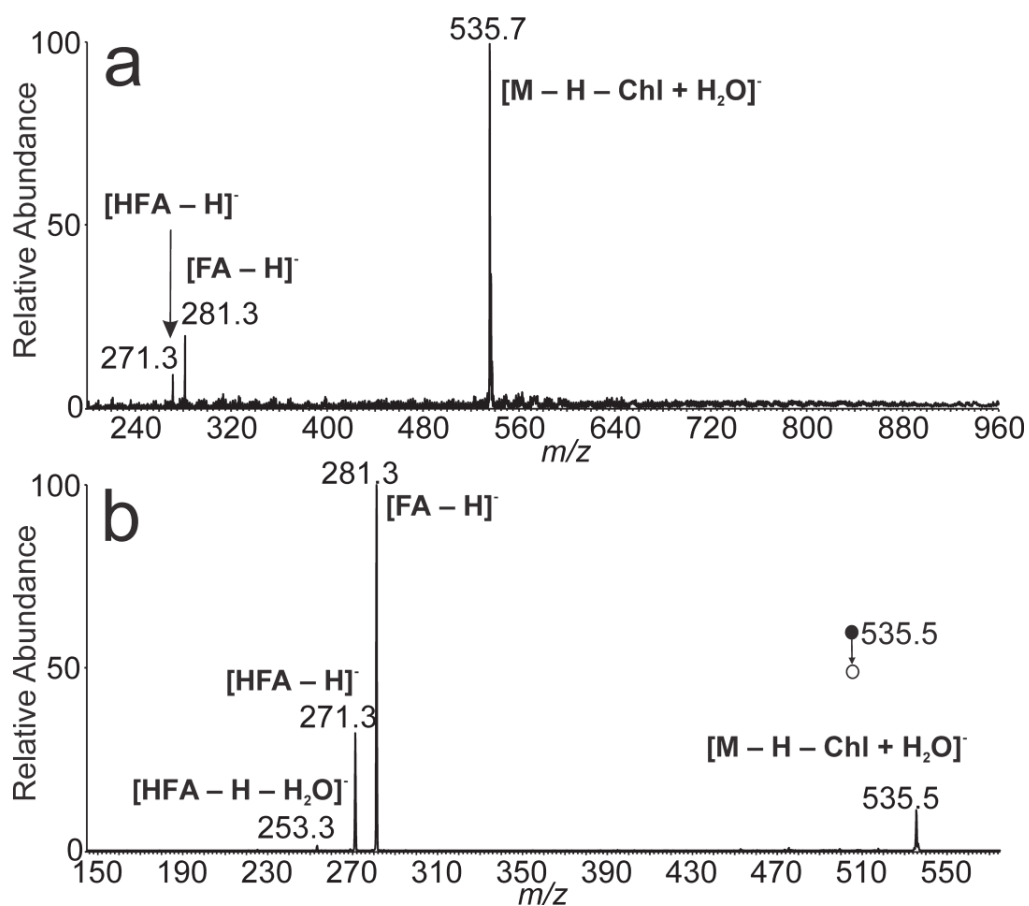 a
535.7
[M – H – Chl + H₂O]⁻
[HFA – H]⁻
[FA – H]⁻
281.3
271.3
Relative Abundance
100
50
0
240 320 400 480 560 640 720 800 880 960
m/z
b
281.3
[FA – H]⁻
535.5
[HFA – H]⁻
271.3
[M – H – Chl + H₂O]⁻
[HFA – H – H₂O]⁻
535.5
253.3
Relative Abundance
100
50
0
150 190 230 270 310 350 390 430 470 510 550
m/z